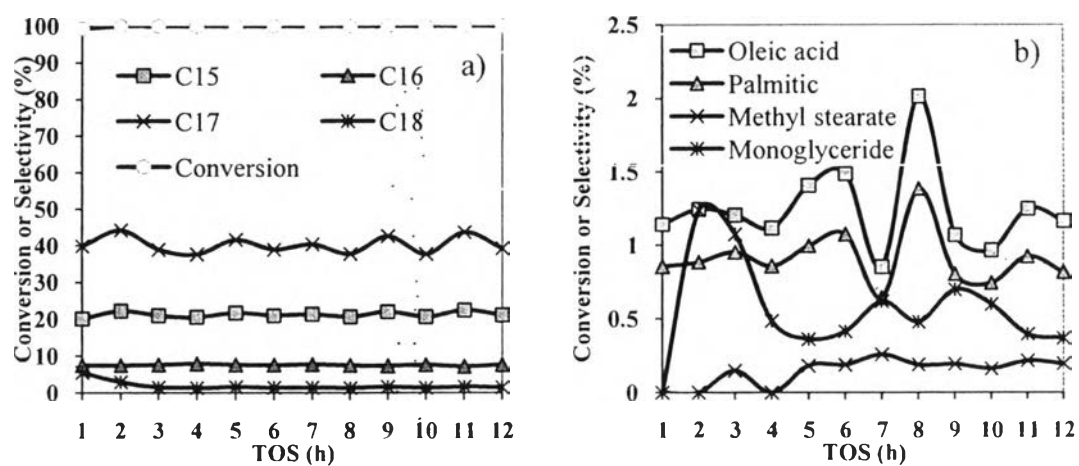 Conversion or Selectivity (%)
100
90
80
70
60
50
40
30
20
10
0
a)
C15
C16
C17
C18
Conversion
1 2 3 4 5 6 7 8 9 10 11 12
TOS (h)
Conversion or Selectivity (%)
2.5
2
1.5
1
0.5
0
b)
Oleic acid
Palmitic
Methyl stearate
Monoglyceride
1 2 3 4 5 6 7 8 9 10 11 12
TOS (h)